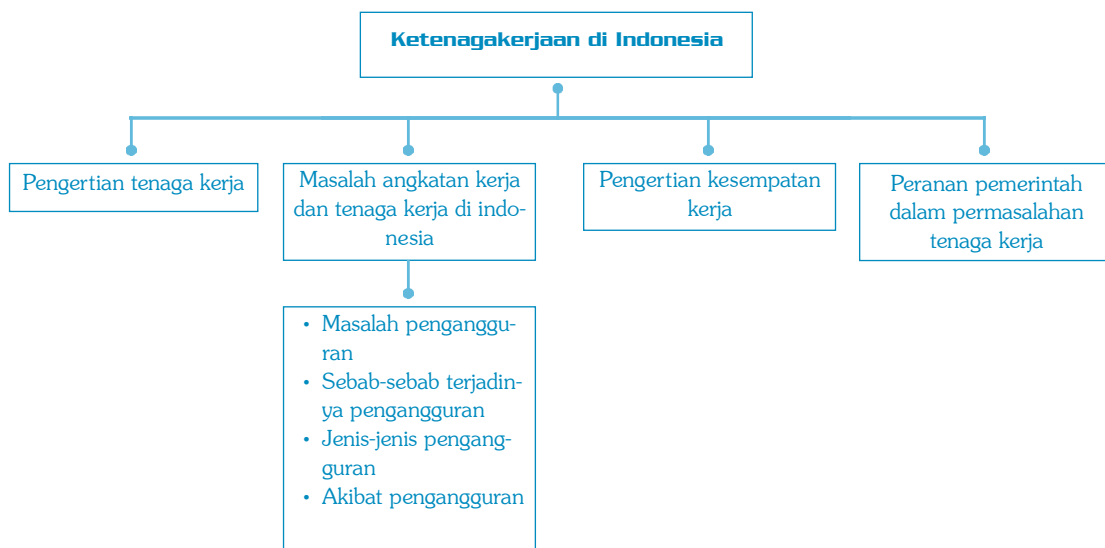 Ketenagakerjaan di Indonesia
Pengertian tenaga kerja
Masalah angkatan kerja
dan tenaga kerja di indo-
nesia
Pengertian kesempatan
kerja
Peranan pemerintah
dalam permasalahan
tenaga kerja
• Masalah penganggu-
ran
• Sebab-sebab terjadin-
ya pengangguran
• Jenis-jenis pengang-
guran
• Akibat pengangguran